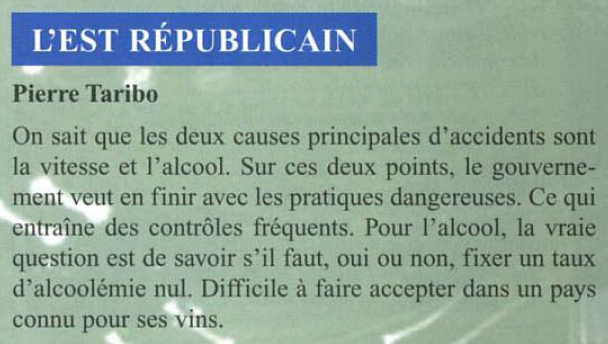 L'EST RÉPUBLICAIN
Pierre Taribo
On sait que les deux causes principales d'accidents sont
la vitesse et l'alcool. Sur ces deux points, le gouverne-
ment veut en finir avec les pratiques dangereuses. Ce qui
entraîne des contrôles fréquents. Pour l'alcool, la vraie
question est de savoir s'il faut, oui ou non, fixer un taux
d'alcoolémie nul. Difficile à faire accepter dans un pays
connu pour ses vins.